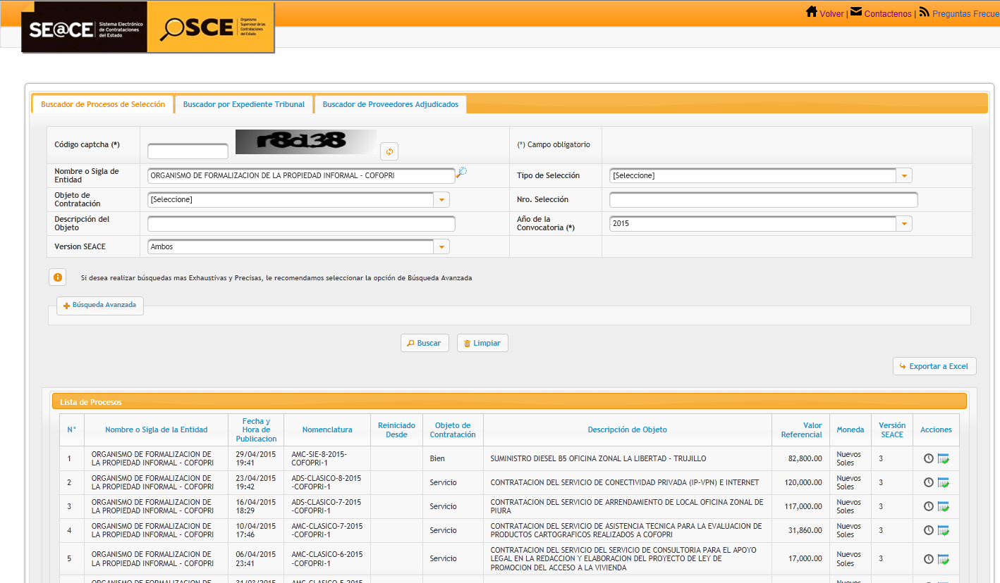 Volver | Contactenos | Preguntas Frecue
SE@CE Sistema Electrónico
de Contrataciones
del Estado
OSCE Organismo
Supervisor de las
Contrataciones
del Estado
Buscador de Procesos de Selección Buscador por Expediente Tribunal Buscador de Proveedores Adjudicados
Código captcha (*) r8d38 (*) Campo obligatorio
Nombre o Sigla de
Entidad
ORGANISMO DE FORMALIZACION DE LA PROPIEDAD INFORMAL - COFOPRI
Tipo de Selección [Seleccione]
Objeto de
Contratación
[Seleccione]
Nro. Selección
Descripción del
Objeto
Año de la
Convocatoria (*)
2015
Version SEACE Ambos
Si desea realizar búsquedas mas Exhaustivas y Precisas, le recomendamos seleccionar la opción de Búsqueda Avanzada
Búsqueda Avanzada
Buscar Limpiar
Exportar a Excel
Lista de Procesos
N° Nombre o Sigla de la Entidad
Fecha y
Hora de
Publicacion
Nomenclatura
Reiniciado
Desde
Objeto de
Contratación
Descripción de Objeto
Valor
Referencial
Moneda
Versión
SEACE
Acciones
1
ORGANISMO DE FORMALIZACION DE
LA PROPIEDAD INFORMAL - COFOPRI
29/04/2015
19:41
AMC-SIE-8-2015-
COFOPRI-1
Bien
SUMINISTRO DIESEL B5 OFICINA ZONAL LA LIBERTAD - TRUJILLO
82,800.00
Nuevos
Soles
3
2
ORGANISMO DE FORMALIZACION DE
LA PROPIEDAD INFORMAL - COFOPRI
23/04/2015
19:42
ADS-CLASICO-8-2015
-COFOPRI-1
Servicio
CONTRATACION DEL SERVICIO DE CONECTIVIDAD PRIVADA (IP-VPN) E INTERNET
120,000.00
Nuevos
Soles
3
3
ORGANISMO DE FORMALIZACION DE
LA PROPIEDAD INFORMAL - COFOPRI
16/04/2015
18:29
ADS-CLASICO-7-2015
-COFOPRI-1
Servicio
CONTRATACION DEL SERVICIO DE ARRENDAMIENTO DE LOCAL OFICINA ZONAL DE
PIURA
117,000.00
Nuevos
Soles
3
4
ORGANISMO DE FORMALIZACION DE
LA PROPIEDAD INFORMAL - COFOPRI
10/04/2015
17:46
AMC-CLASICO-7-2015
-COFOPRI-1
Servicio
CONTRATACION DEL SERVICIO DE ASISTENCIA TECNICA PARA LA EVALUACION DE
PRODUCTOS CARTOGRAFICOS REALIZADOS A COFOPRI
31,860.00
Nuevos
Soles
3
5
ORGANISMO DE FORMALIZACION DE
LA PROPIEDAD INFORMAL - COFOPRI
06/04/2015
23:41
AMC-CLASICO-6-2015
-COFOPRI-1
Servicio
CONTRATACION DEL SERVICIO DEL SERVICIO DE CONSULTORIA PARA EL APOYO
LEGAL EN LA REDACCION Y ELABORACION DEL PROYECTO DE LEY DE
PROMOCION DEL ACCESO A LA VIVIENDA
17,000.00
Nuevos
Soles
3
ORGANISMO DE FORMALIZACION DE
31/03/2015
AMC-CLASICO-5-2015
Nuevos